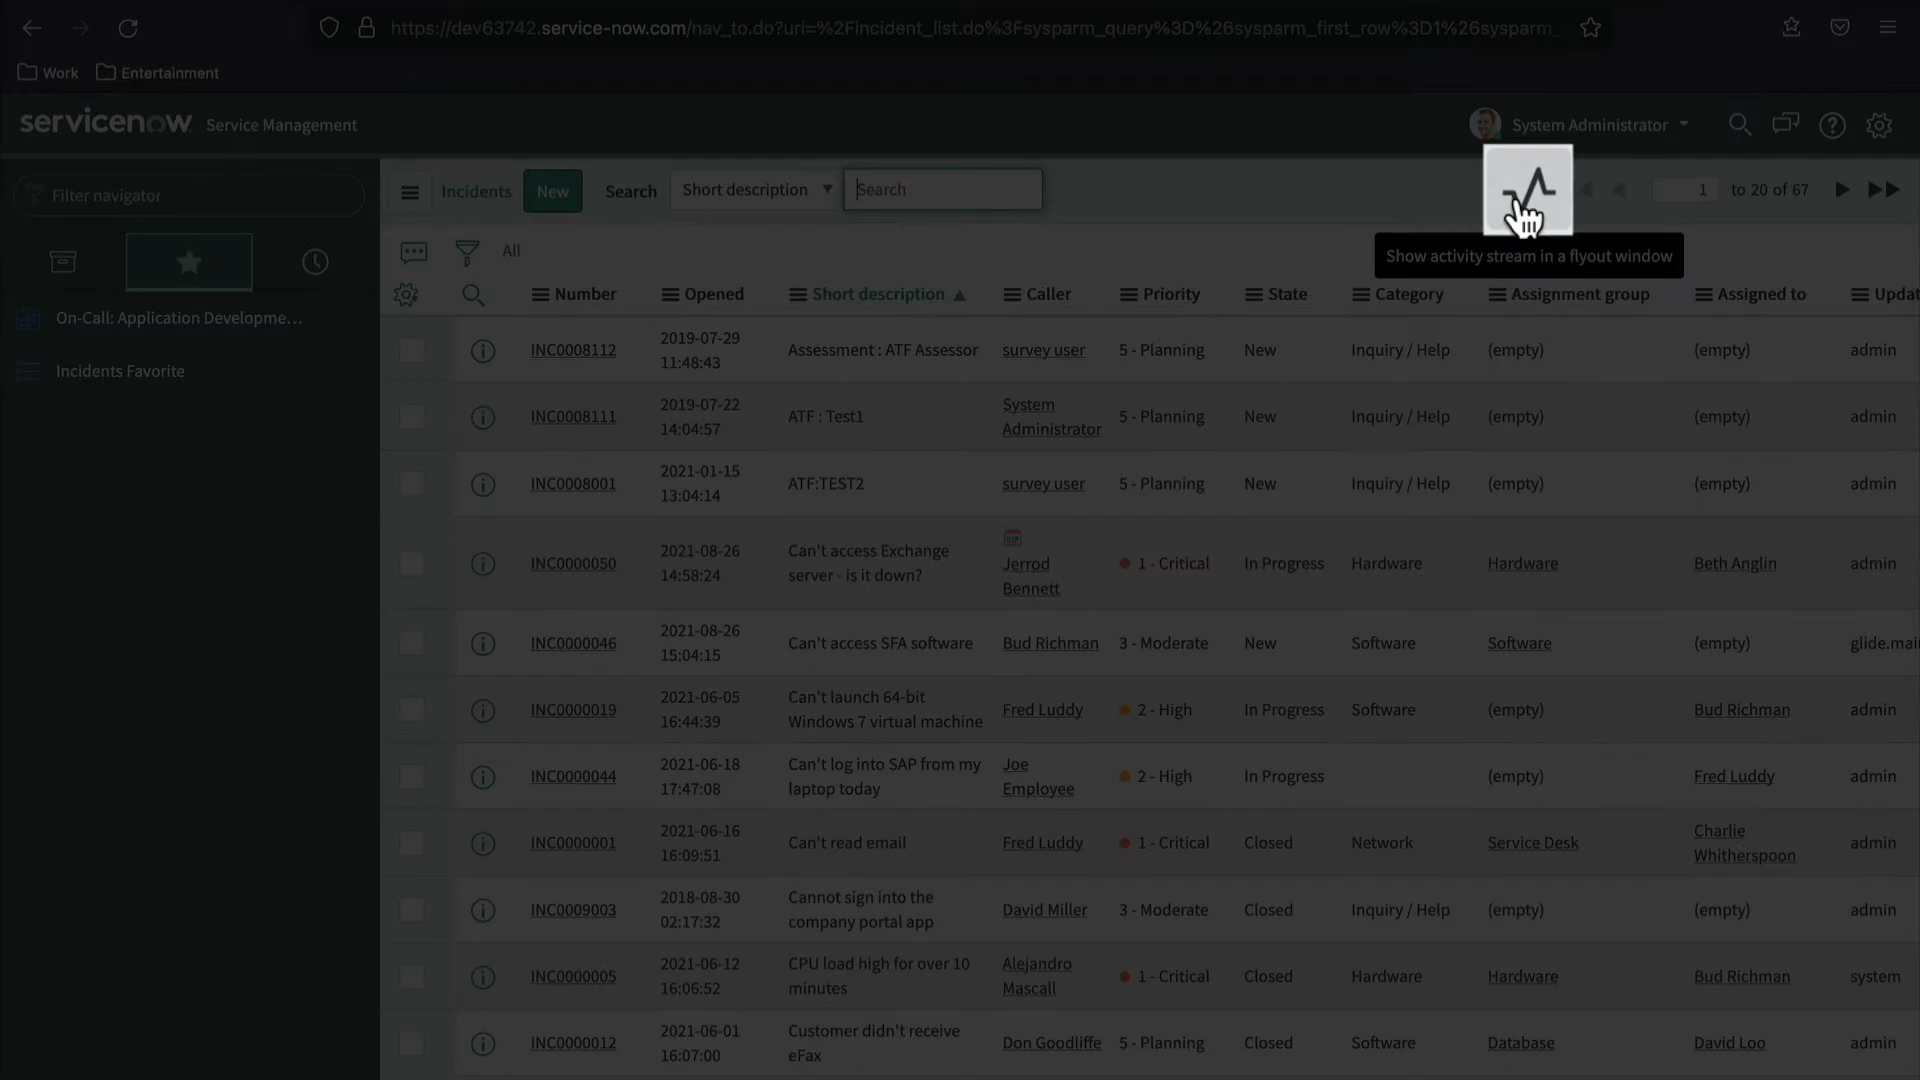 https://dev63742.service-now.com/nav_to.do?uri=%2Fincident_list.do%3Fsysparm_query%3D%26sysparm_first_row%3D1%26sysparm_
Work Entertainment
servicenow Service Management System Administrator
Filter navigator
Incidents New Search Short description Search 1 to 20 of 67
All
Show activity stream in a flyout window
Number Opened Short description Caller Priority State Category Assignment group Assigned to Updat
On-Call: Application Developme…
Incidents Favorite
INC0008112 2019-07-29 11:48:43 Assessment : ATF Assessor survey user 5 - Planning New Inquiry / Help (empty) (empty) admin
INC0008111 2019-07-22 14:04:57 ATF : Test1 System Administrator 5 - Planning New Inquiry / Help (empty) (empty) admin
INC0008001 2021-01-15 13:04:14 ATF:TEST2 survey user 5 - Planning New Inquiry / Help (empty) (empty) admin
INC0000050 2021-08-26 14:58:24 Can't access Exchange server - is it down? VIP Jerrod Bennett 1 - Critical In Progress Hardware Hardware Beth Anglin admin
INC0000046 2021-08-26 15:04:15 Can't access SFA software Bud Richman 3 - Moderate New Software Software (empty) glide.mai
INC0000019 2021-06-05 16:44:39 Can't launch 64-bit Windows 7 virtual machine Fred Luddy 2 - High In Progress Software (empty) Bud Richman admin
INC0000044 2021-06-18 17:47:08 Can't log into SAP from my laptop today Joe Employee 2 - High In Progress (empty) Fred Luddy admin
INC0000001 2021-06-16 16:09:51 Can't read email Fred Luddy 1 - Critical Closed Network Service Desk Charlie Whitherspoon admin
INC0009003 2018-08-30 02:17:32 Cannot sign into the company portal app David Miller 3 - Moderate Closed Inquiry / Help (empty) (empty) admin
INC0000005 2021-06-12 16:06:52 CPU load high for over 10 minutes Alejandro Mascall 1 - Critical Closed Hardware Hardware Bud Richman system
INC0000012 2021-06-01 16:07:00 Customer didn't receive eFax Don Goodliffe 5 - Planning Closed Software Database David Loo admin